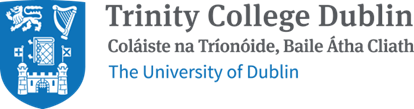 Trinity College Dublin
Coláiste na Tríonóide, Baile Átha Cliath
The University of Dublin